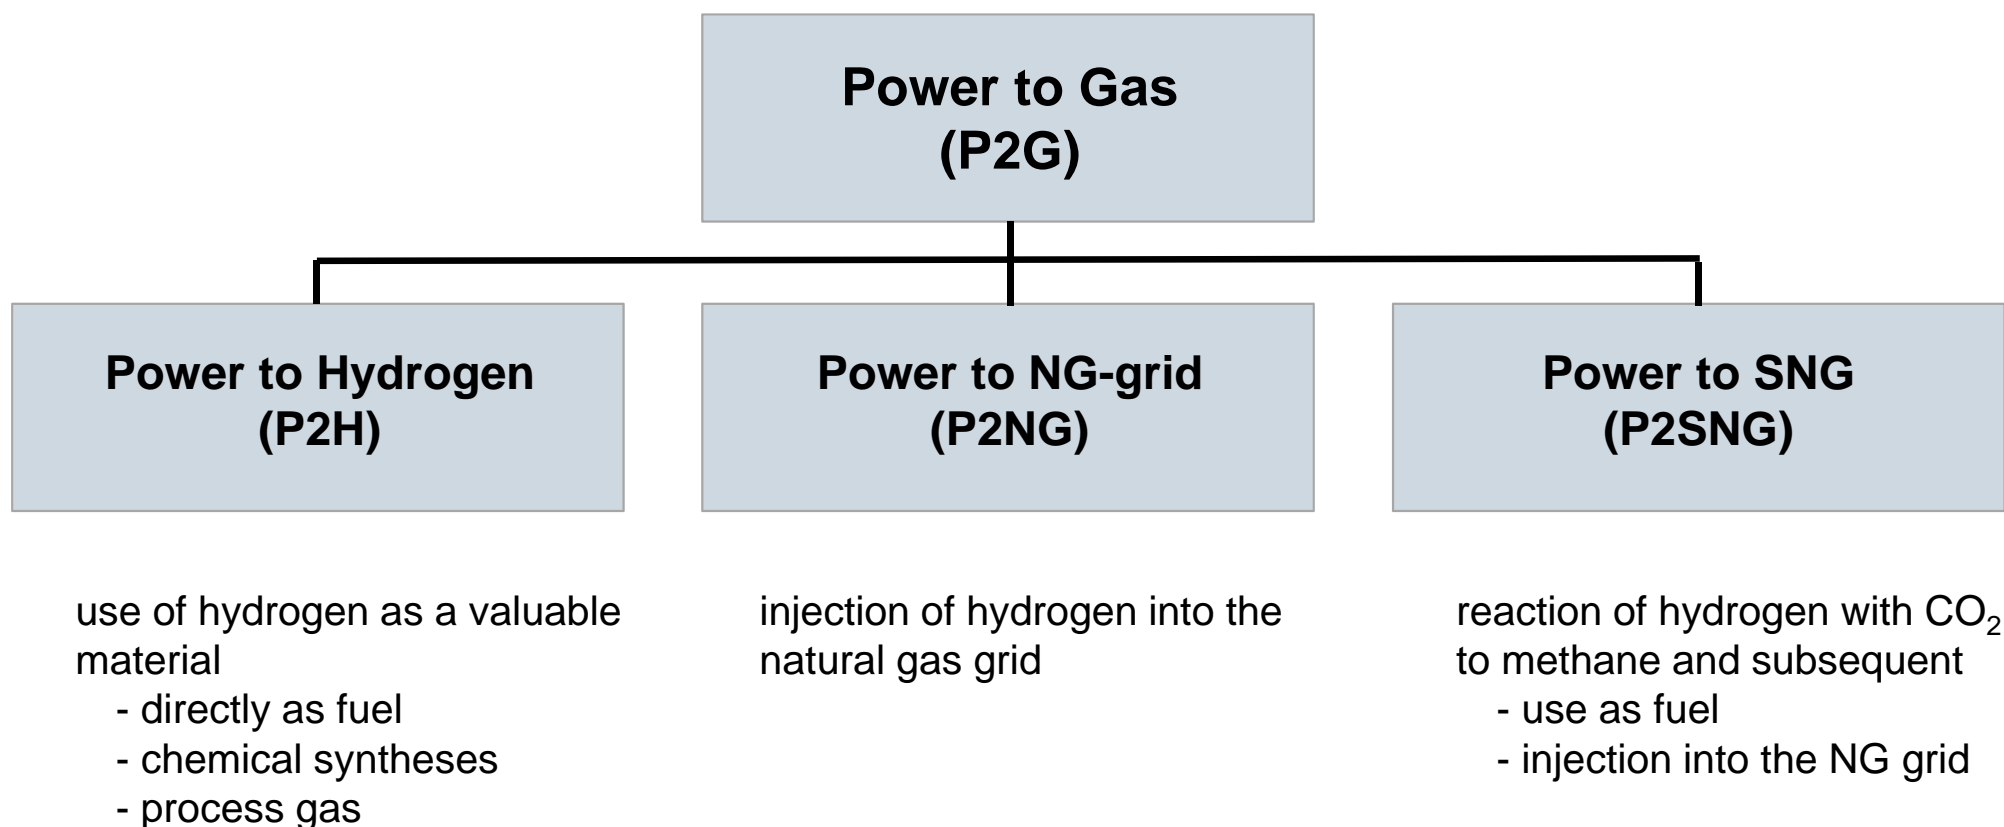 Power to Gas
(P2G)
Power to Hydrogen
(P2H)
Power to NG-grid
(P2NG)
Power to SNG
(P2SNG)
use of hydrogen as a valuable
material
- directly as fuel
- chemical syntheses
- process gas
injection of hydrogen into the
natural gas grid
reaction of hydrogen with CO₂
to methane and subsequent
- use as fuel
- injection into the NG grid